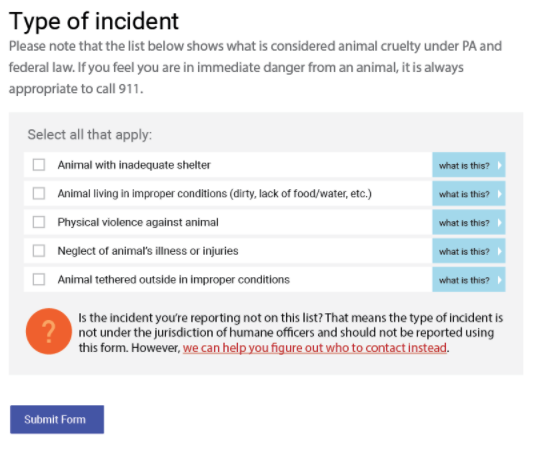 Type of incident
Please note that the list below shows what is considered animal cruelty under PA and
federal law. If you feel you are in immediate danger from an animal, it is always
appropriate to call 911.
Select all that apply:
Animal with inadequate shelter what is this?
Animal living in improper conditions (dirty, lack of food/water, etc.) what is this?
Physical violence against animal what is this?
Neglect of animal's illness or injuries what is this?
Animal tethered outside in improper conditions what is this?
? Is the incident you're reporting not on this list? That means the type of incident is
not under the jurisdiction of humane officers and should not be reported using
this form. However, we can help you figure out who to contact instead.
Submit Form